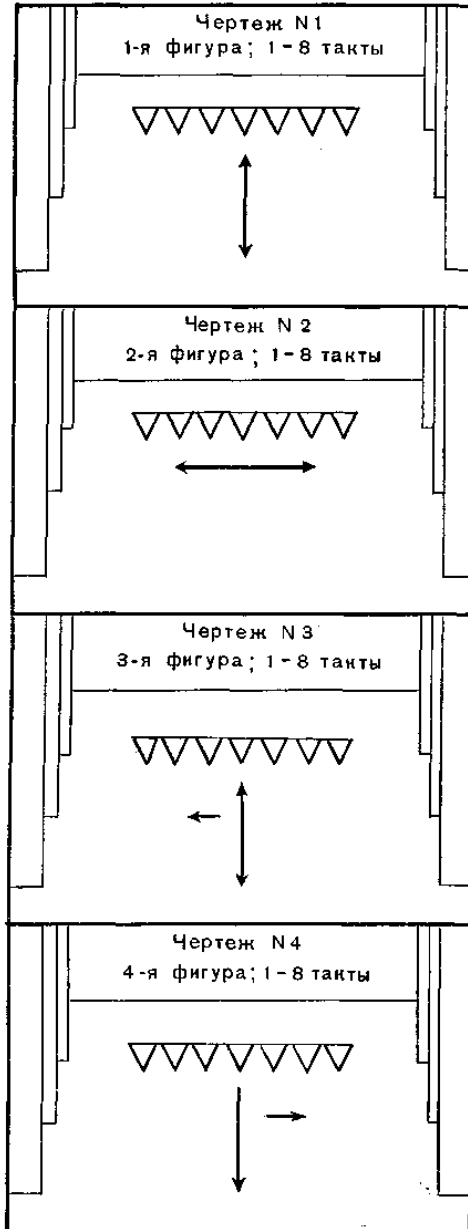 Чертеж N1
1-я фигура; 1-8 такты
Чертеж N 2
2-я фигура; 1-8 такты
Чертеж N3
3-я фигура; 1-8 такты
Чертеж N4
4-я фигура; 1-8 такты